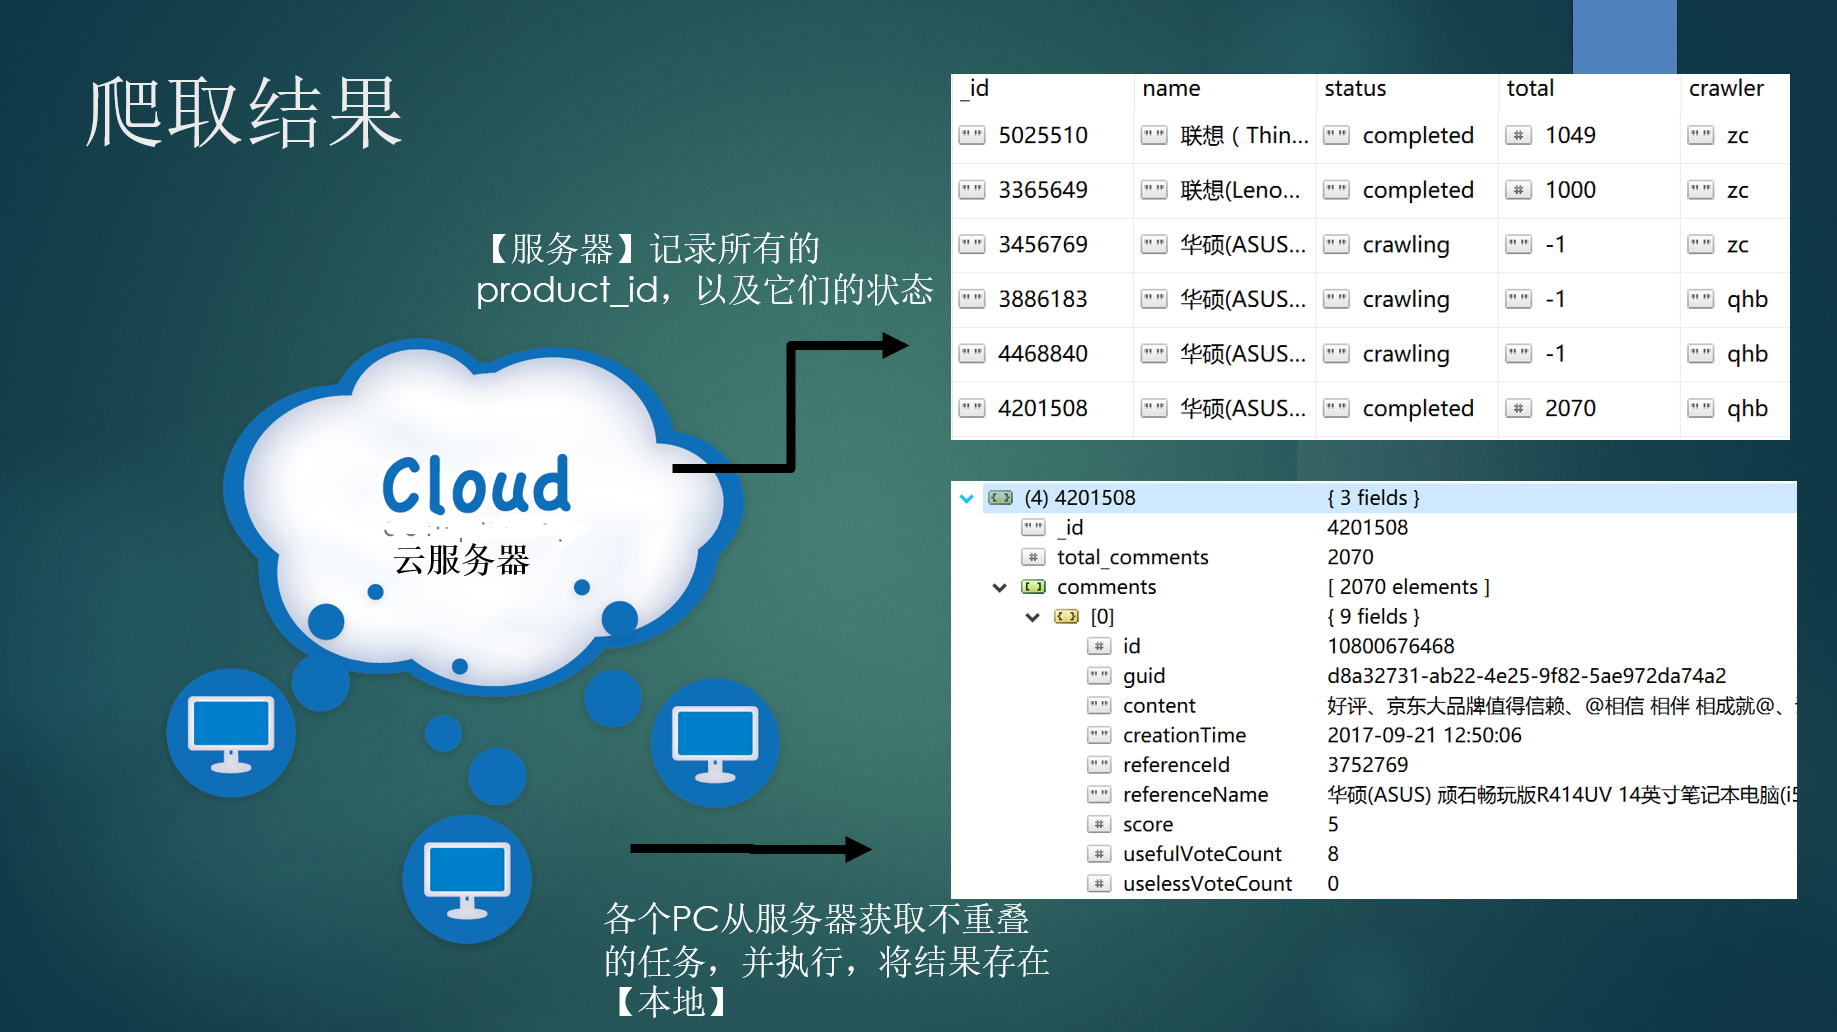 爬取结果
【服务器】记录所有的
product_id，以及它们的状态
Cloud
云服务器
各个PC从服务器获取不重叠
的任务，并执行，将结果存在
【本地】
_id name status total crawler
5025510 联想（Thin... completed 1049 zc
3365649 联想(Leno... completed 1000 zc
3456769 华硕(ASUS... crawling -1 zc
3886183 华硕(ASUS... crawling -1 qhb
4468840 华硕(ASUS... crawling -1 qhb
4201508 华硕(ASUS... completed 2070 qhb
(4) 4201508 { 3 fields }
_id 4201508
total_comments 2070
comments [ 2070 elements ]
[0] { 9 fields }
id 10800676468
guid d8a32731-ab22-4e25-9f82-5ae972da74a2
content 好评、京东大品牌值得信赖、@相信 相伴 相成就@、
creationTime 2017-09-21 12:50:06
referenceId 3752769
referenceName 华硕(ASUS) 顽石畅玩版R414UV 14英寸笔记本电脑(i5
score 5
usefulVoteCount 8
uselessVoteCount 0